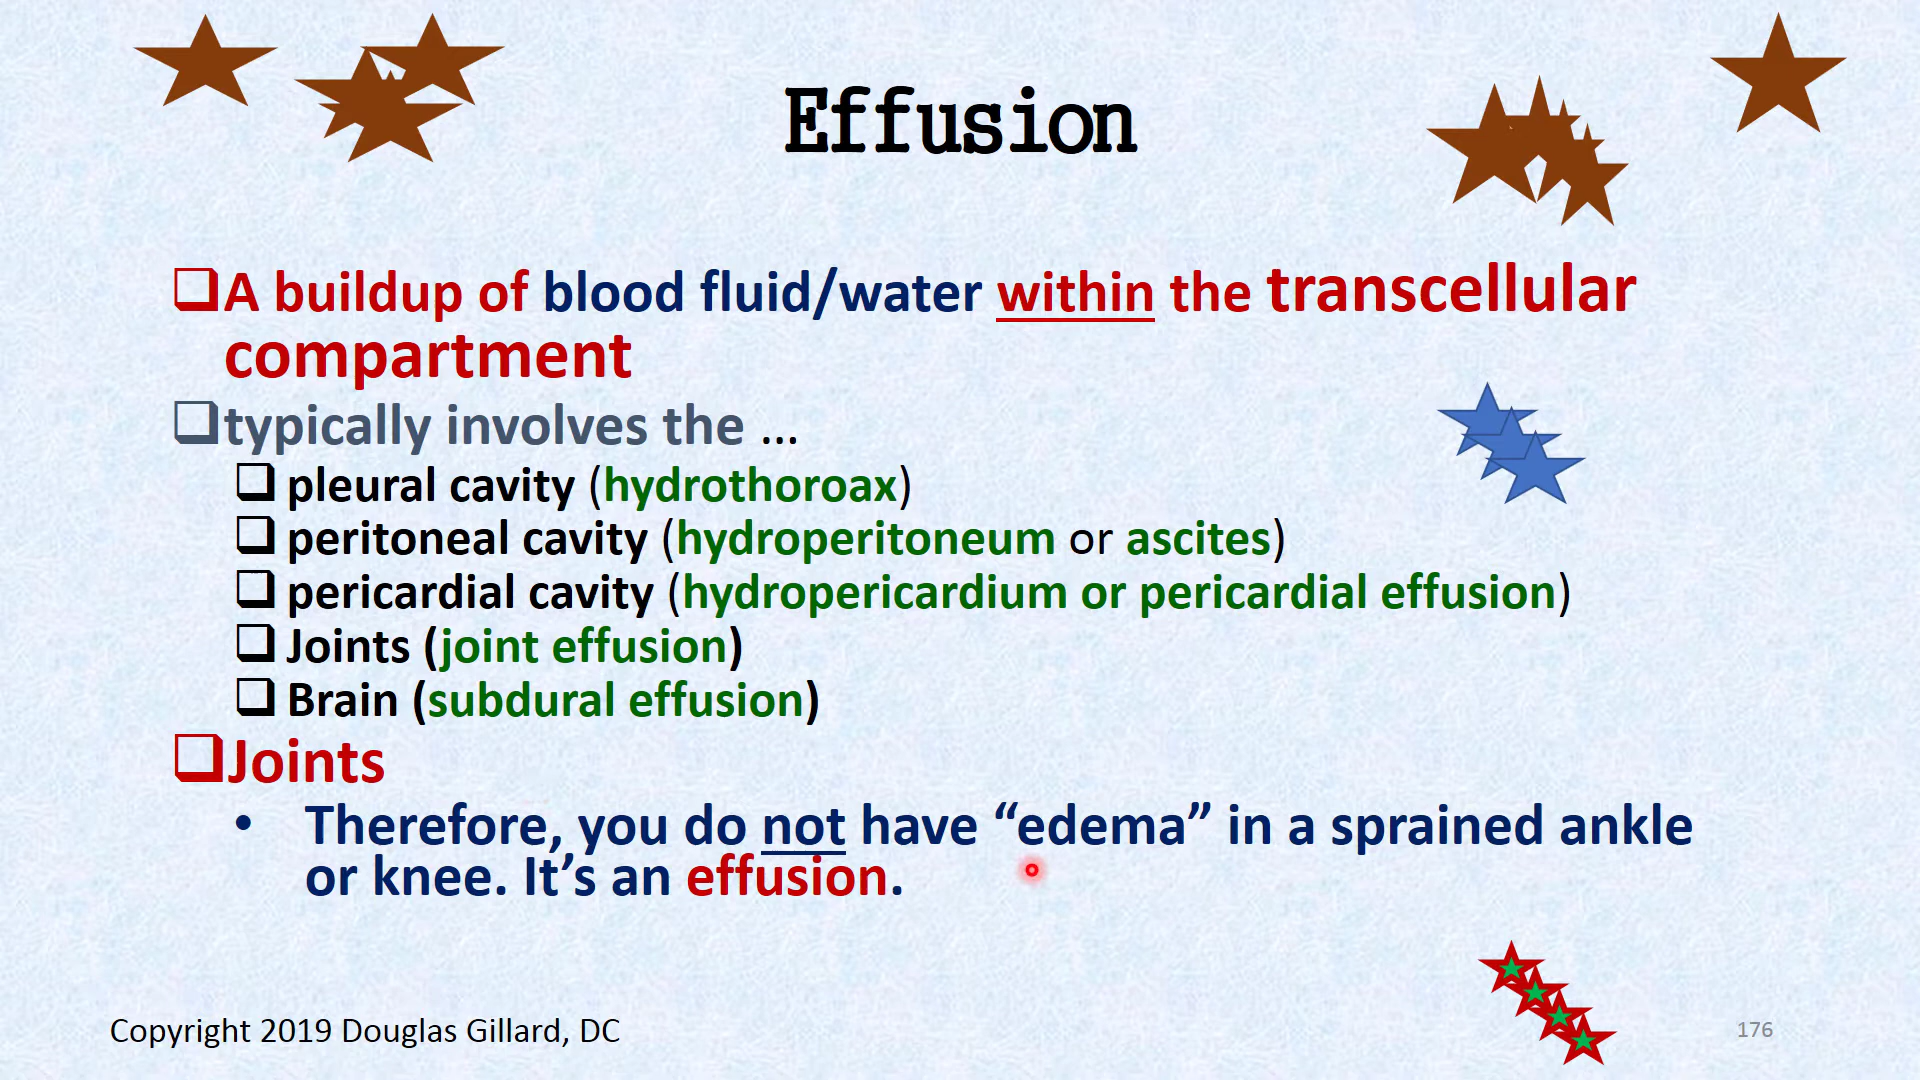 Effusion
A buildup of blood fluid/water within the transcellular
compartment
typically involves the ...
pleural cavity (hydrothoroax)
peritoneal cavity (hydroperitoneum or ascites)
pericardial cavity (hydropericardium or pericardial effusion)
Joints (joint effusion)
Brain (subdural effusion)
Joints
• Therefore, you do not have “edema” in a sprained ankle
or knee. It’s an effusion.
Copyright 2019 Douglas Gillard, DC
176